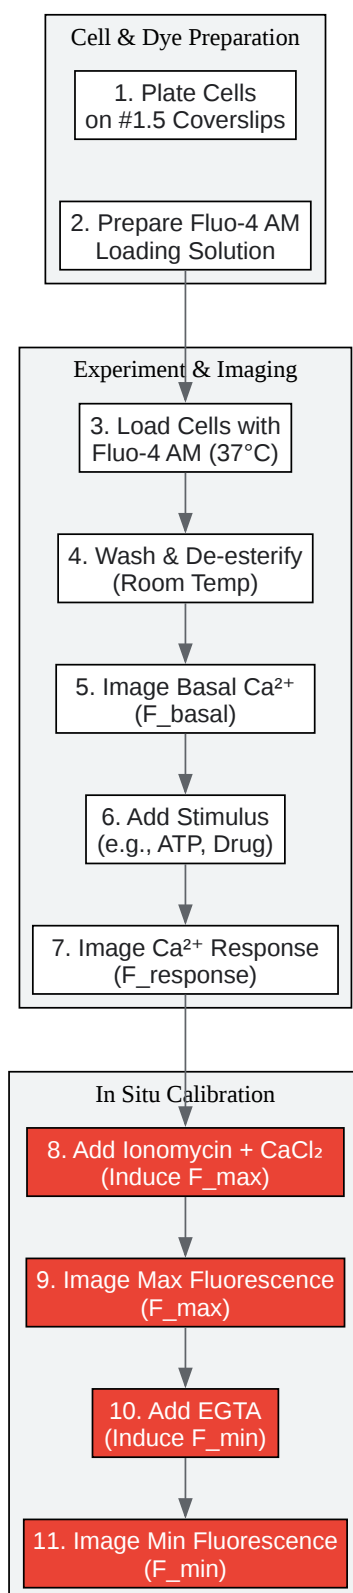 Cell & Dye Preparation
1. Plate Cells
on #1.5 Coverslips
2. Prepare Fluo-4 AM
Loading Solution
Experiment & Imaging
3. Load Cells with
Fluo-4 AM (37°C)
4. Wash & De-esterify
(Room Temp)
5. Image Basal Ca²⁺
(F_basal)
6. Add Stimulus
(e.g., ATP, Drug)
7. Image Ca²⁺ Response
(F_response)
In Situ Calibration
8. Add Ionomycin + CaCl₂
(Induce F_max)
9. Image Max Fluorescence
(F_max)
10. Add EGTA
(Induce F_min)
11. Image Min Fluorescence
(F_min)